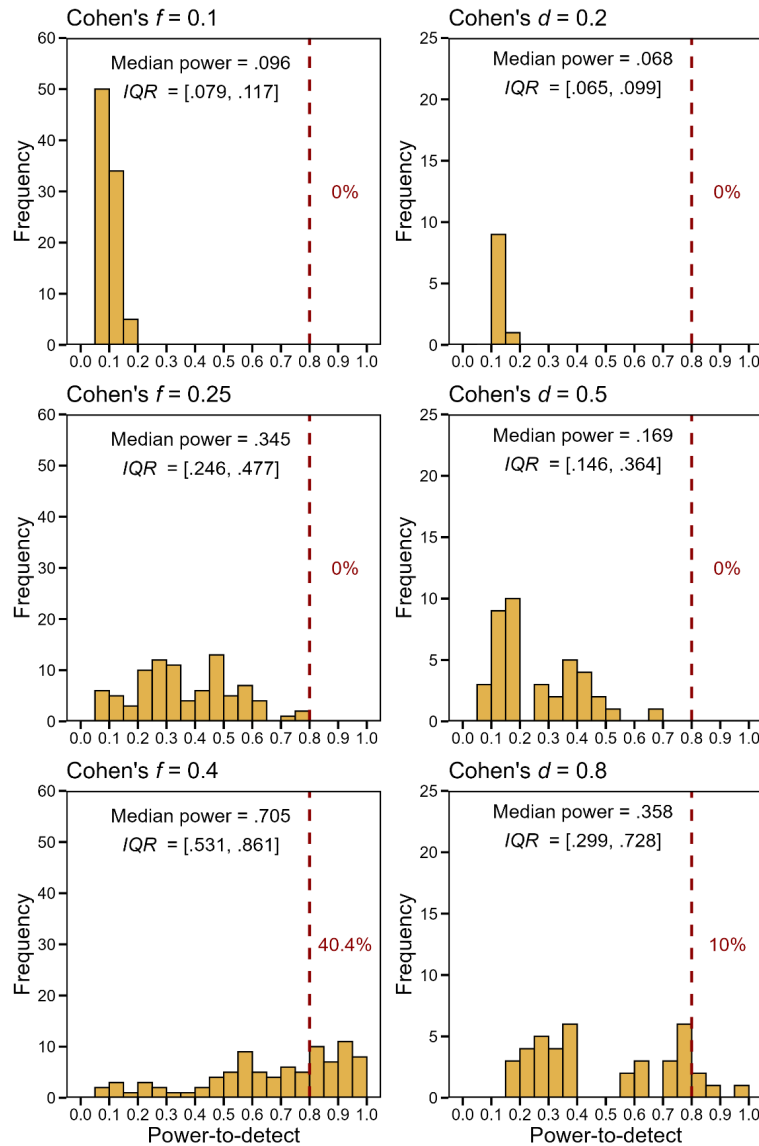 Cohen's f = 0.1
60
50
40
30
20
10
0
Frequency
Median power = .096
IQR = [.079, .117]
0%
0.0 0.1 0.2 0.3 0.4 0.5 0.6 0.7 0.8 0.9 1.0
Cohen's d = 0.2
25
20
15
10
5
0
Frequency
Median power = .068
IQR = [.065, .099]
0%
0.0 0.1 0.2 0.3 0.4 0.5 0.6 0.7 0.8 0.9 1.0
Cohen's f = 0.25
60
50
40
30
20
10
0
Frequency
Median power = .345
IQR = [.246, .477]
0%
0.0 0.1 0.2 0.3 0.4 0.5 0.6 0.7 0.8 0.9 1.0
Cohen's d = 0.5
25
20
15
10
5
0
Frequency
Median power = .169
IQR = [.146, .364]
0%
0.0 0.1 0.2 0.3 0.4 0.5 0.6 0.7 0.8 0.9 1.0
Cohen's f = 0.4
60
50
40
30
20
10
0
Frequency
Median power = .705
IQR = [.531, .861]
40.4%
0.0 0.1 0.2 0.3 0.4 0.5 0.6 0.7 0.8 0.9 1.0
Power-to-detect
Cohen's d = 0.8
25
20
15
10
5
0
Frequency
Median power = .358
IQR = [.299, .728]
10%
0.0 0.1 0.2 0.3 0.4 0.5 0.6 0.7 0.8 0.9 1.0
Power-to-detect